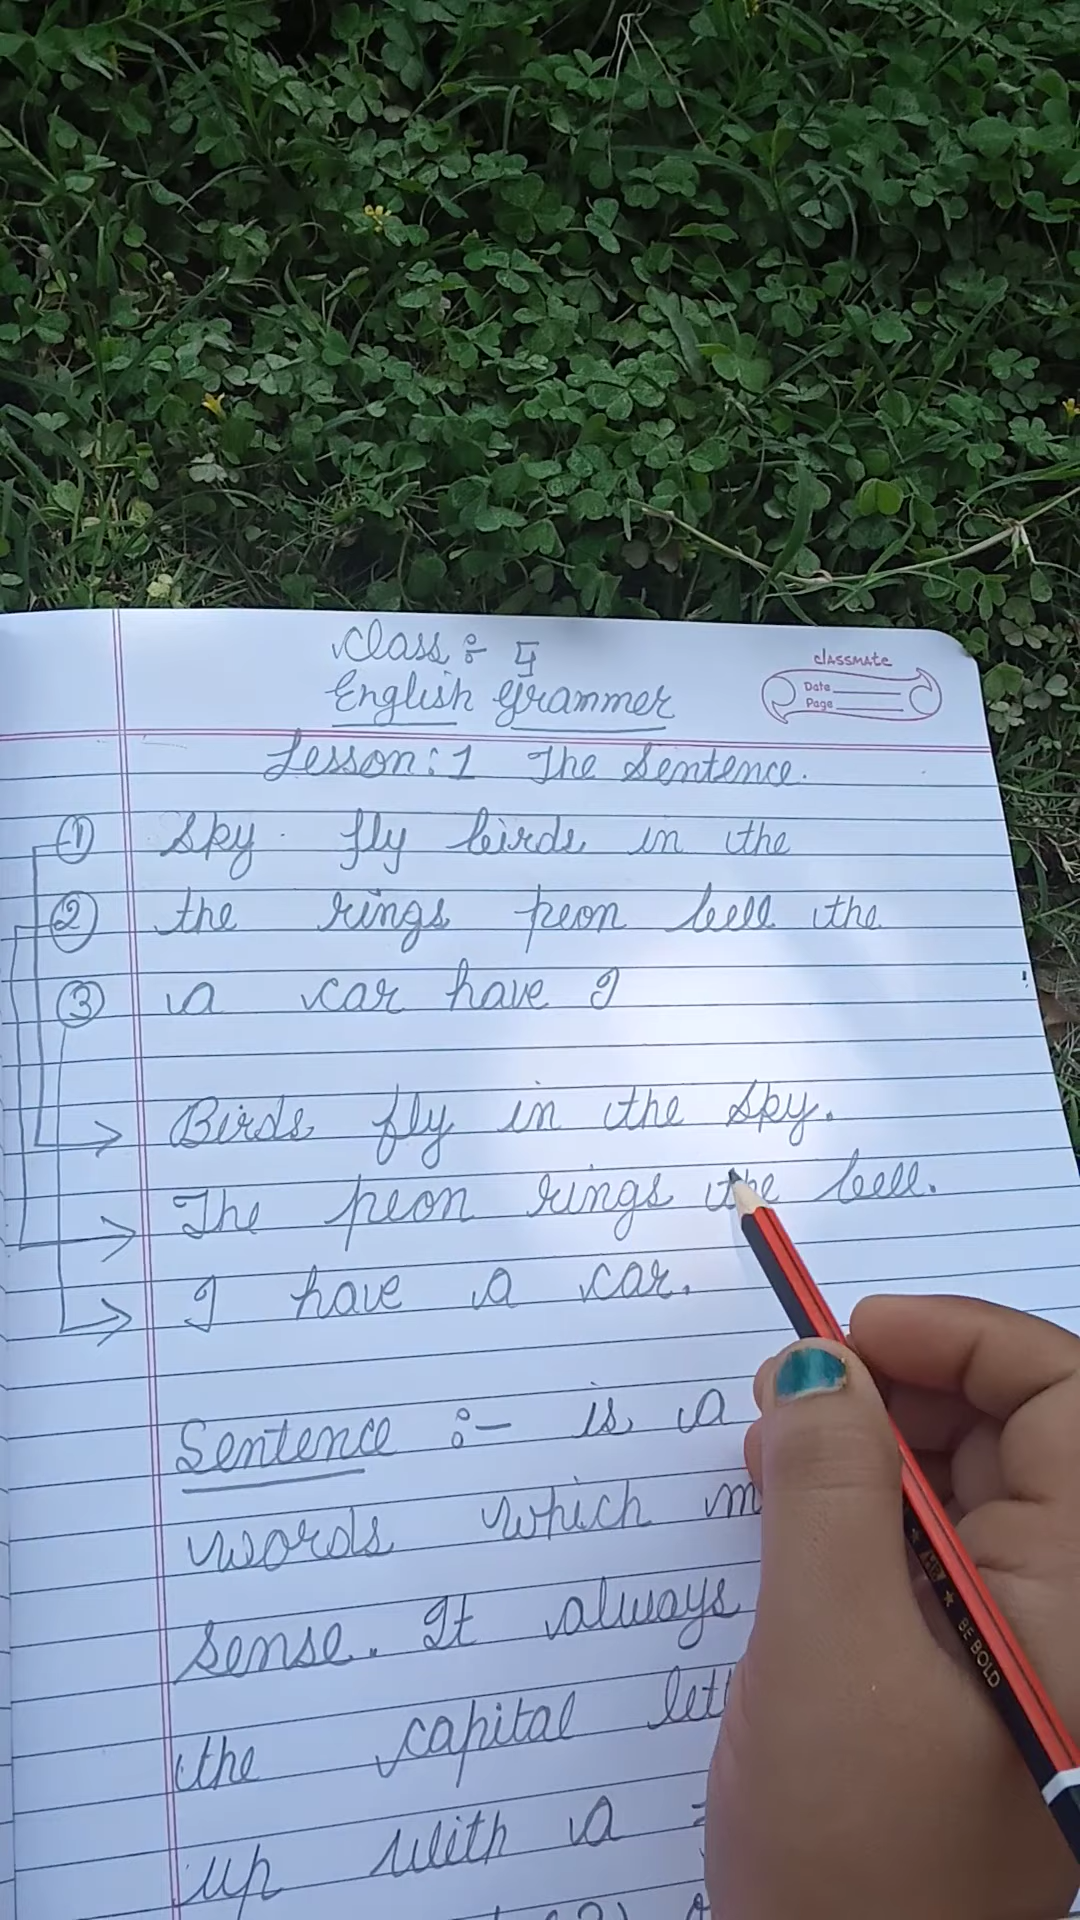 Class :- 4
English Grammer
classmate
Date
Page
Lesson: 1 The Sentence.
① Sky fly birds in the
② the rings peon bell the
③ a car have I
Birds fly in the sky.
The peon rings the bell.
I have a car.
Sentence :- is a
words which
sense. It always
the capital
up with a
HB
BE BOLD